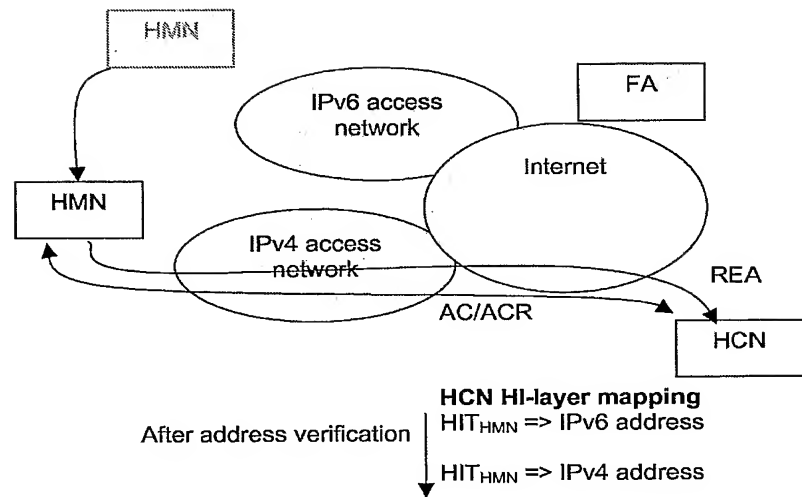 HMN
FA
IPv6 access
network
Internet
HMN
IPv4 access
network
REA
AC/ACR
HCN
HCN HI-layer mapping
After address verification
HITHMN => IPv6 address
HITHMN => IPv4 address